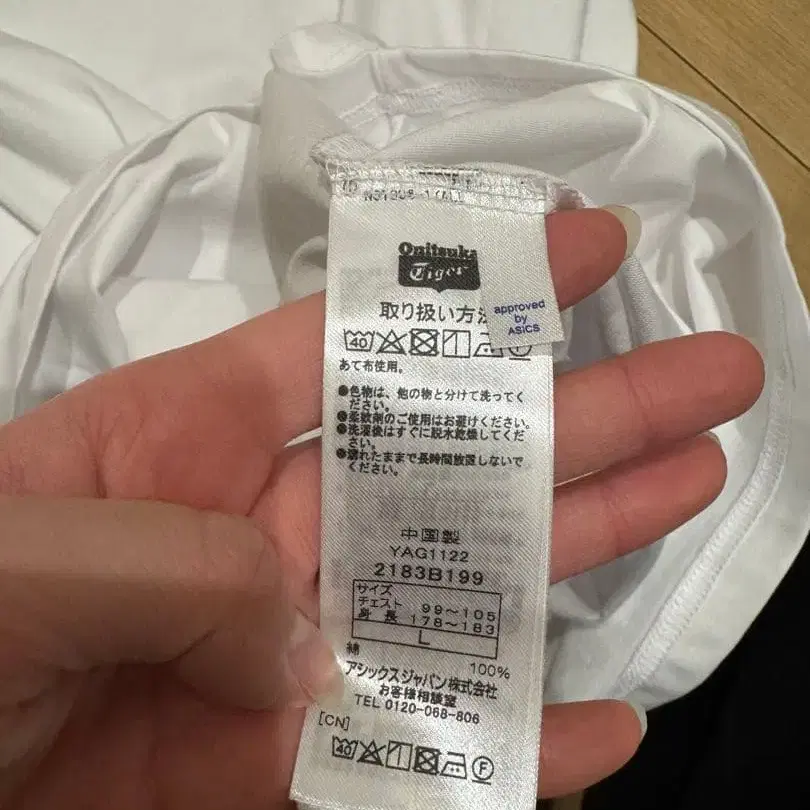 Onitsuka
Tiger
取り扱い方法
approved
by
ASICS
40
あて布使用。
●色物は、他の物と分けて洗ってく
ださい。
●柔軟剤のご使用はお避けください。
●洗濯後はすぐに脱水乾燥してくだ
さい。
●濡れたままで長時間放置しないで
ください。
中国製
YAG1122
2183B199
サイズ
チェスト 99～105
身長 178～183
L
綿 100%
アシックスジャパン株式会社
お客様相談室
TEL 0120-068-806
[CN]
40 F